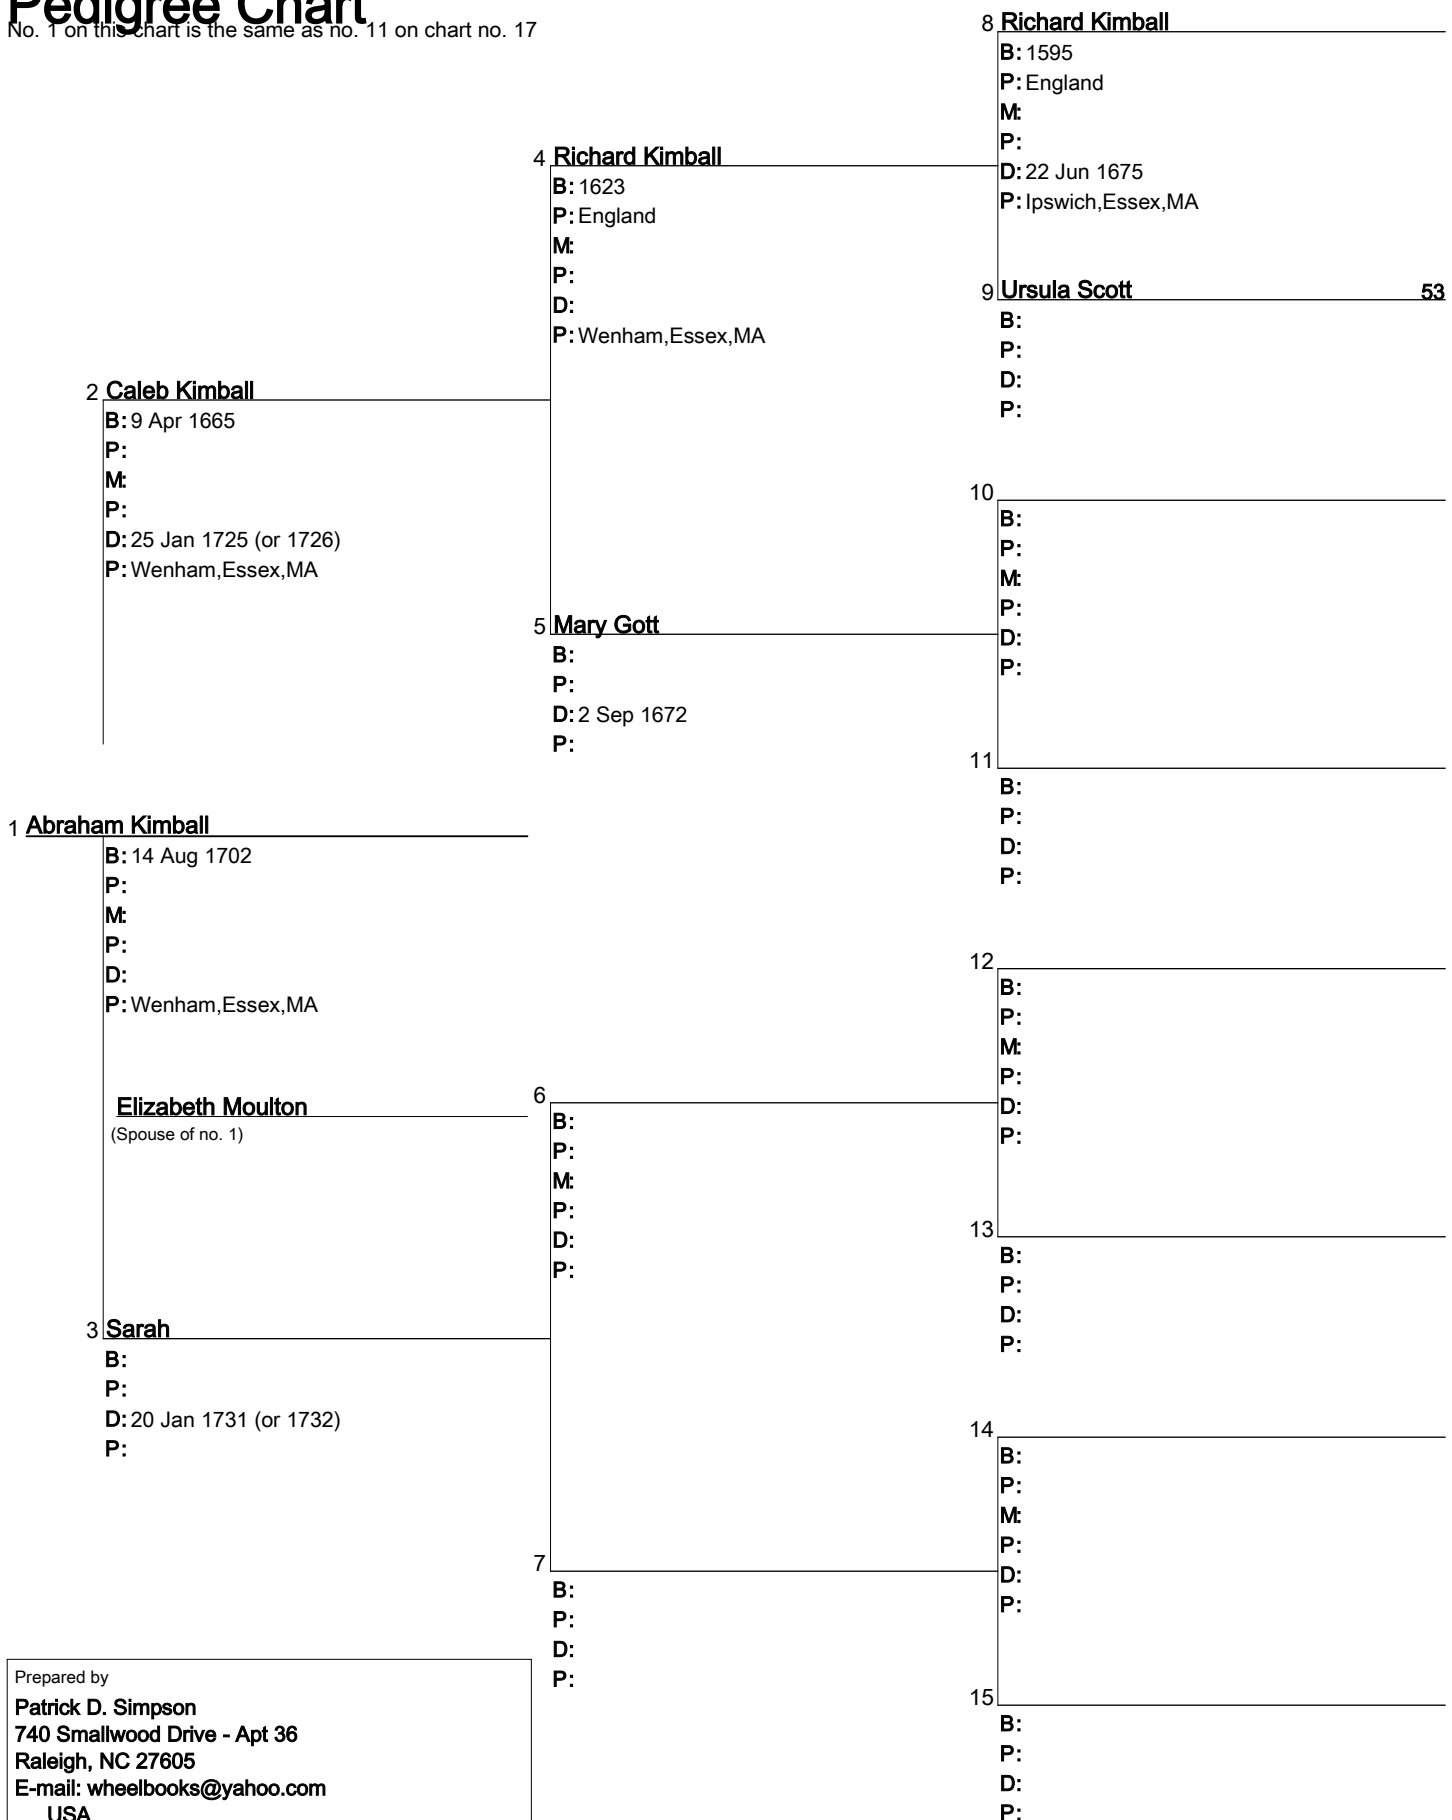 Pedigree Chart
No. 1 on this chart is the same as no. 11 on chart no. 17
8 Richard Kimball
B: 1595
P: England
M:
P:
D: 22 Jun 1675
P: Ipswich,Essex,MA
4 Richard Kimball
B: 1623
P: England
M:
P:
D:
P: Wenham,Essex,MA
9 Ursula Scott 53
B:
P:
D:
P:
2 Caleb Kimball
B: 9 Apr 1665
P:
M:
P:
D: 25 Jan 1725 (or 1726)
P: Wenham,Essex,MA
10
B:
P:
M:
P:
D:
P:
5 Mary Gott
B:
P:
D: 2 Sep 1672
P:
11
B:
P:
D:
P:
1 Abraham Kimball
B: 14 Aug 1702
P:
M:
P:
D:
P: Wenham,Essex,MA
Elizabeth Moulton
(Spouse of no. 1)
12
B:
P:
M:
P:
D:
P:
6
B:
P:
M:
P:
D:
P:
13
B:
P:
D:
P:
3 Sarah
B:
P:
D: 20 Jan 1731 (or 1732)
P:
14
B:
P:
M:
P:
D:
P:
7
B:
P:
D:
P:
15
B:
P:
D:
P:
Prepared by
Patrick D. Simpson
740 Smallwood Drive - Apt 36
Raleigh, NC 27605
E-mail: wheelbooks@yahoo.com
USA